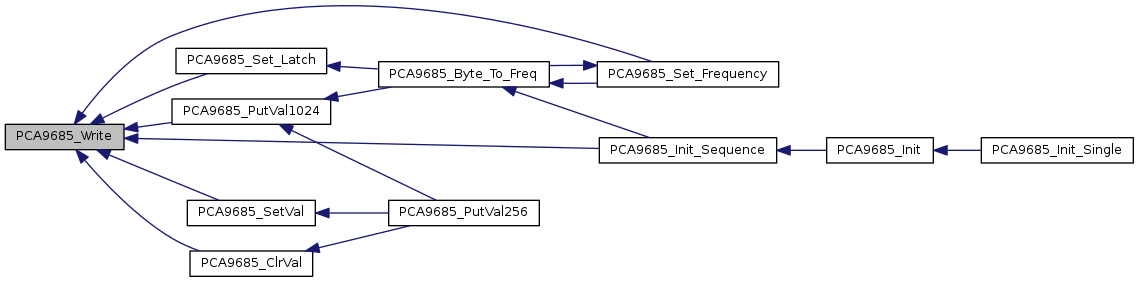 PCA9685_Write
PCA9685_Set_Latch
PCA9685_PutVal1024
PCA9685_SetVal
PCA9685_ClrVal
PCA9685_Byte_To_Freq
PCA9685_PutVal256
PCA9685_Set_Frequency
PCA9685_Init_Sequence
PCA9685_Init
PCA9685_Init_Single